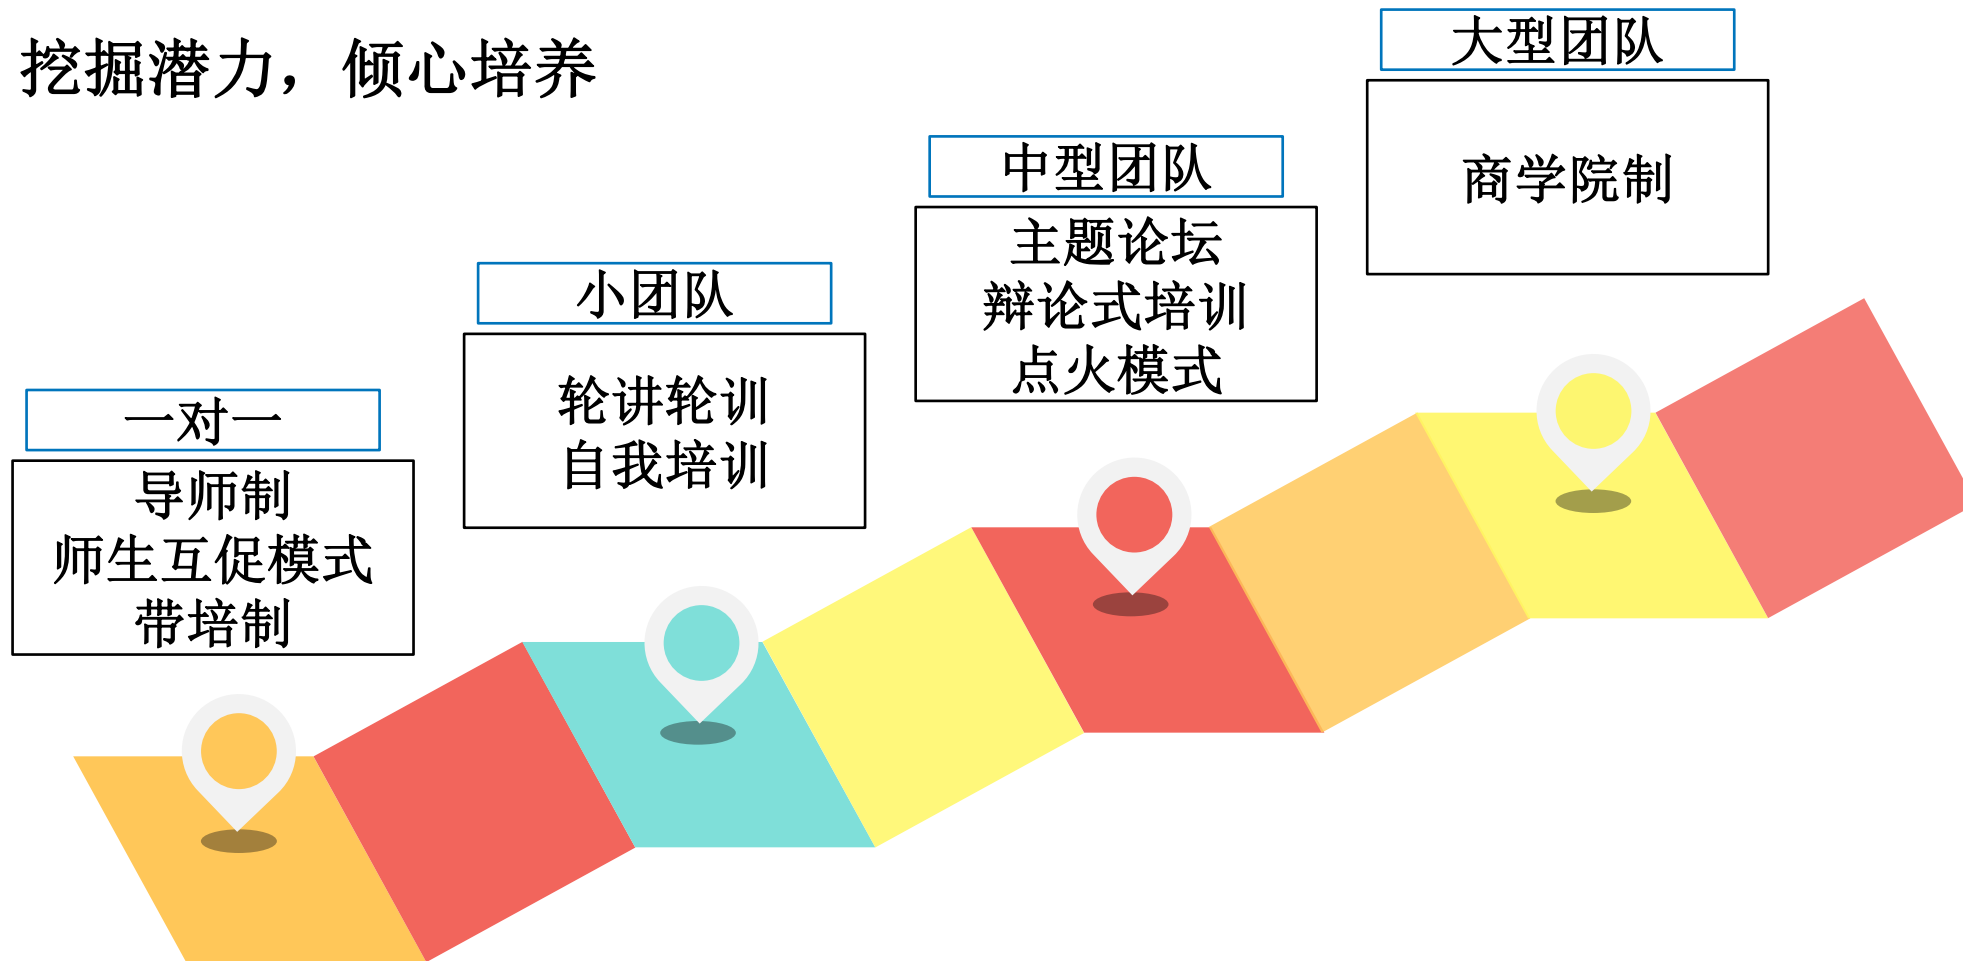 挖掘潜力，倾心培养
一对一
导师制
师生互促模式
带培制
小团队
轮讲轮训
自我培训
中型团队
主题论坛
辩论式培训
点火模式
大型团队
商学院制